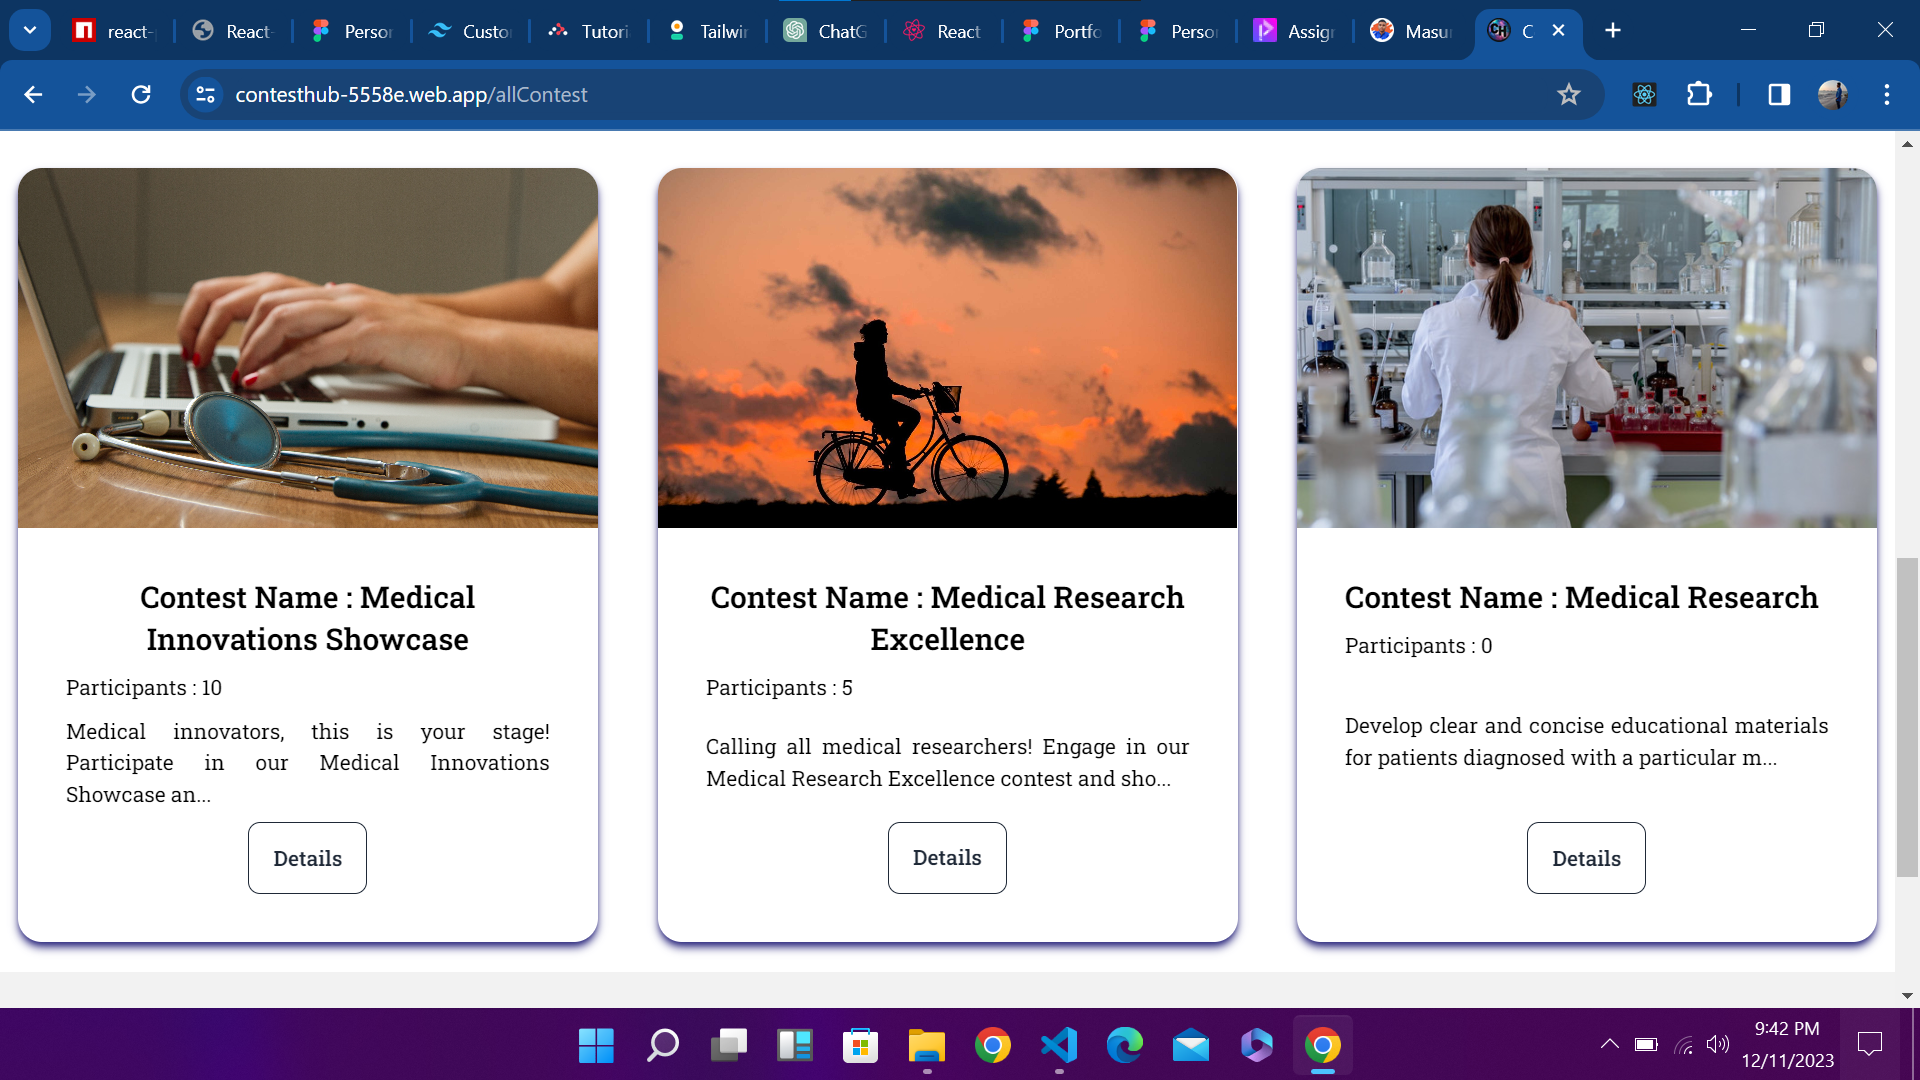 react-
React-
Persor
Custo
Tutori
Tailwin
ChatG
React
Portfo
Persor
Assign
Masur
C
contesthub-5558e.web.app/allContest
Contest Name : Medical
Innovations Showcase
Participants : 10
Medical innovators, this is your stage!
Participate in our Medical Innovations
Showcase an...
Details
Contest Name : Medical Research
Excellence
Participants : 5
Calling all medical researchers! Engage in our
Medical Research Excellence contest and sho...
Details
Contest Name : Medical Research
Participants : 0
Develop clear and concise educational materials
for patients diagnosed with a particular m...
Details
9:42 PM
12/11/2023